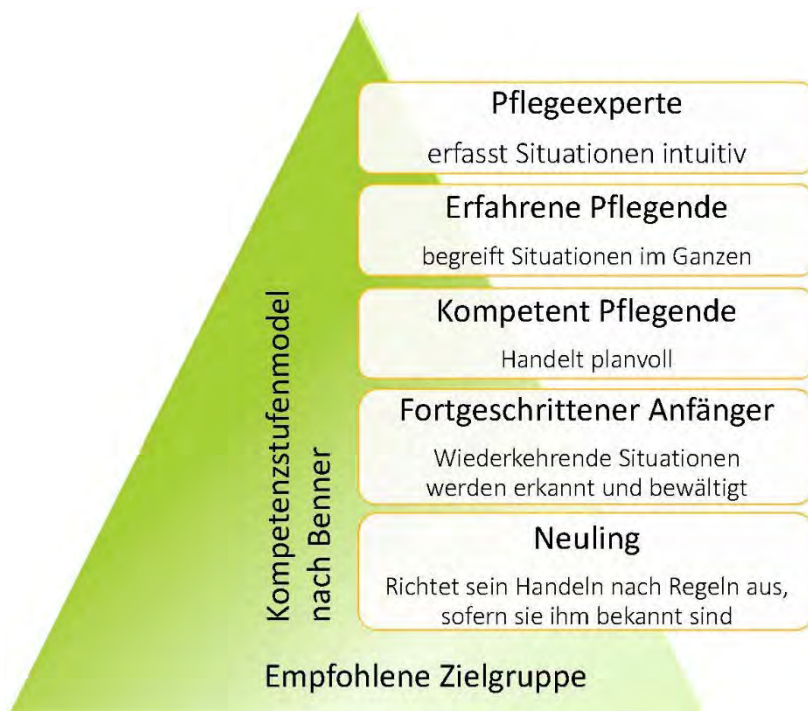 Pflegeexperte
erfasst Situationen intuitiv
Erfahrene Pflegende
begreift Situationen im Ganzen
Kompetent Pflegende
Handelt planvoll
Fortgeschrittener Anfänger
Wiederkehrende Situationen
werden erkannt und bewältigt
Neuling
Richtet sein Handeln nach Regeln aus,
sofern sie ihm bekannt sind
Kompetenzstufenmodel
nach Benner
Empfohlene Zielgruppe